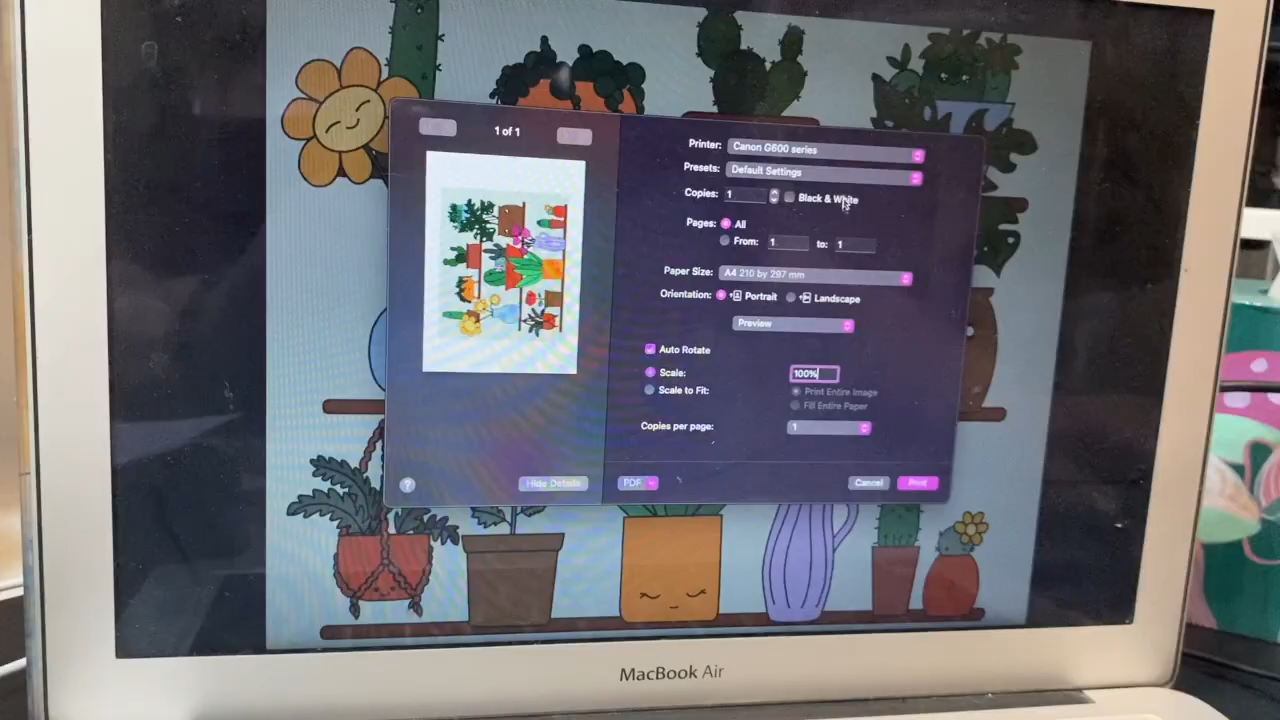 1 of 1
Printer: Canon G600 series
Presets: Default Settings
Copies: 1 Black & White
Pages: All
From: 1 to: 1
Paper Size: A4 210 by 297 mm
Orientation: Portrait Landscape
Preview
Auto Rotate
Scale: 100%
Scale to Fit: Print Entire Image
Fill Entire Paper
Copies per page: 1
? Hide Details PDF Cancel Print
MacBook Air